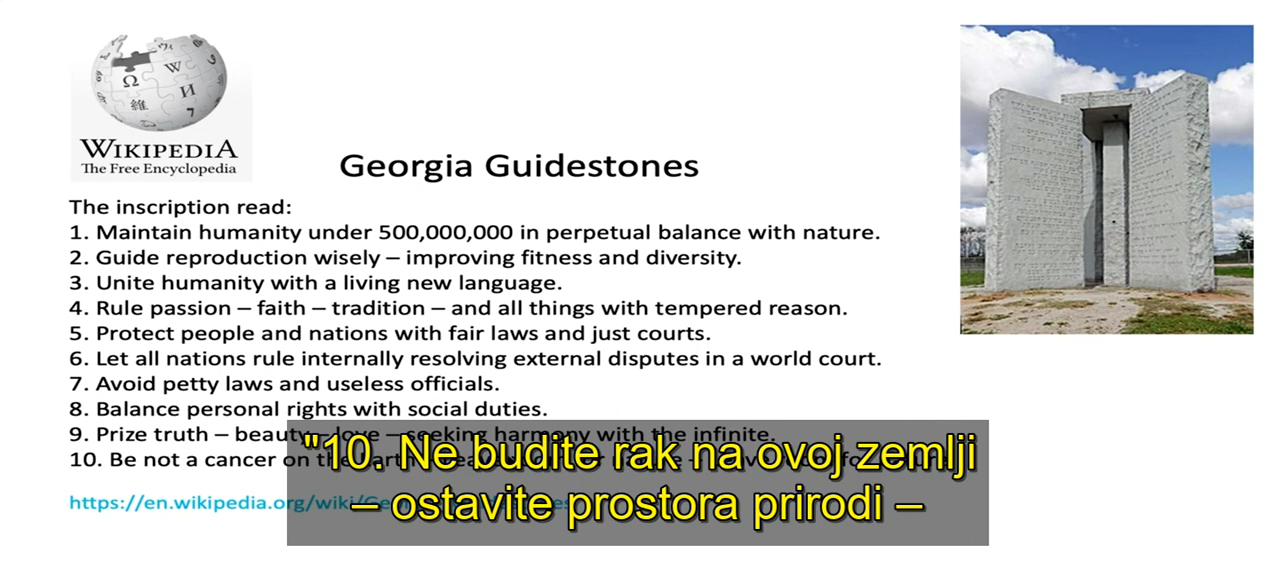 WIKIPEDIA
The Free Encyclopedia
Georgia Guidestones
The inscription read:
1. Maintain humanity under 500,000,000 in perpetual balance with nature.
2. Guide reproduction wisely – improving fitness and diversity.
3. Unite humanity with a living new language.
4. Rule passion – faith – tradition – and all things with tempered reason.
5. Protect people and nations with fair laws and just courts.
6. Let all nations rule internally resolving external disputes in a world court.
7. Avoid petty laws and useless officials.
8. Balance personal rights with social duties.
9. Prize truth – beauty – love – seeking harmony with the infinite.
10. Be not a cancer on the
https://en.wikipedia.org/wiki/Ge
"10. Ne budite rak na ovoj zemlji
– ostavite prostora prirodi –